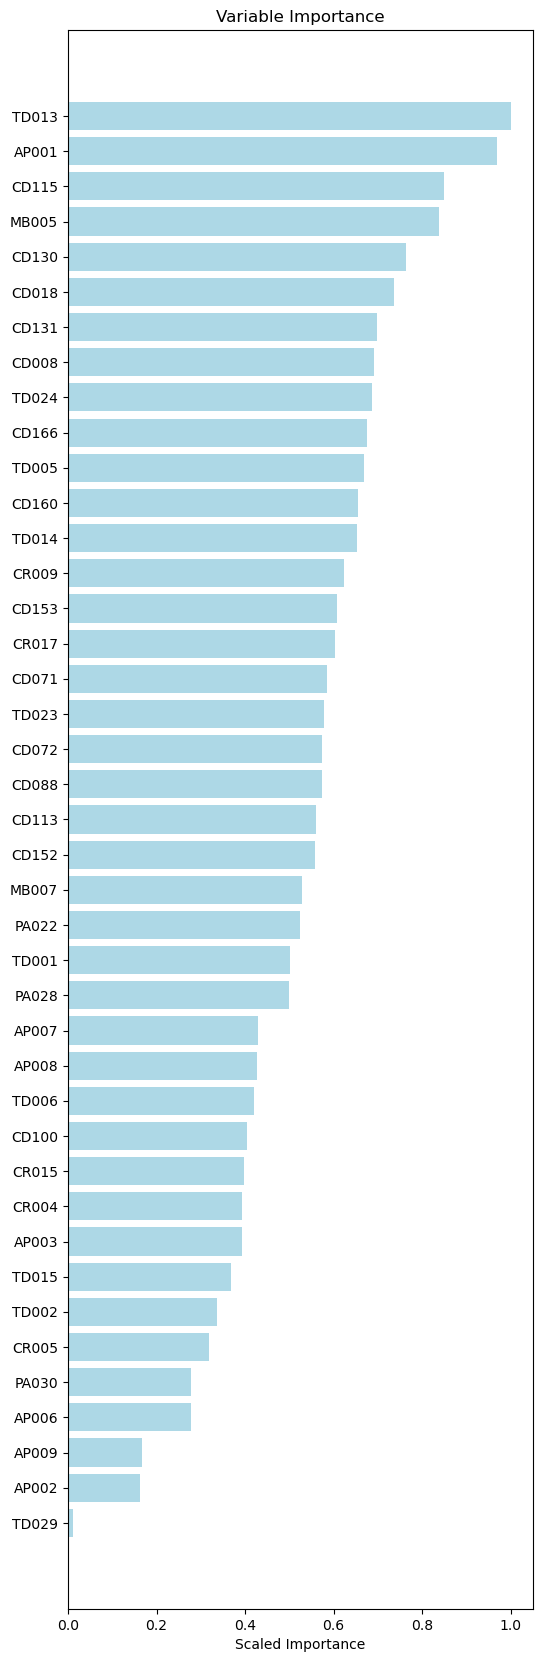 Variable Importance
TD013
AP001
CD115
MB005
CD130
CD018
CD131
CD008
TD024
CD166
TD005
CD160
TD014
CR009
CD153
CR017
CD071
TD023
CD072
CD088
CD113
CD152
MB007
PA022
TD001
PA028
AP007
AP008
TD006
CD100
CR015
CR004
AP003
TD015
TD002
CR005
PA030
AP006
AP009
AP002
TD029
0.0 0.2 0.4 0.6 0.8 1.0
Scaled Importance